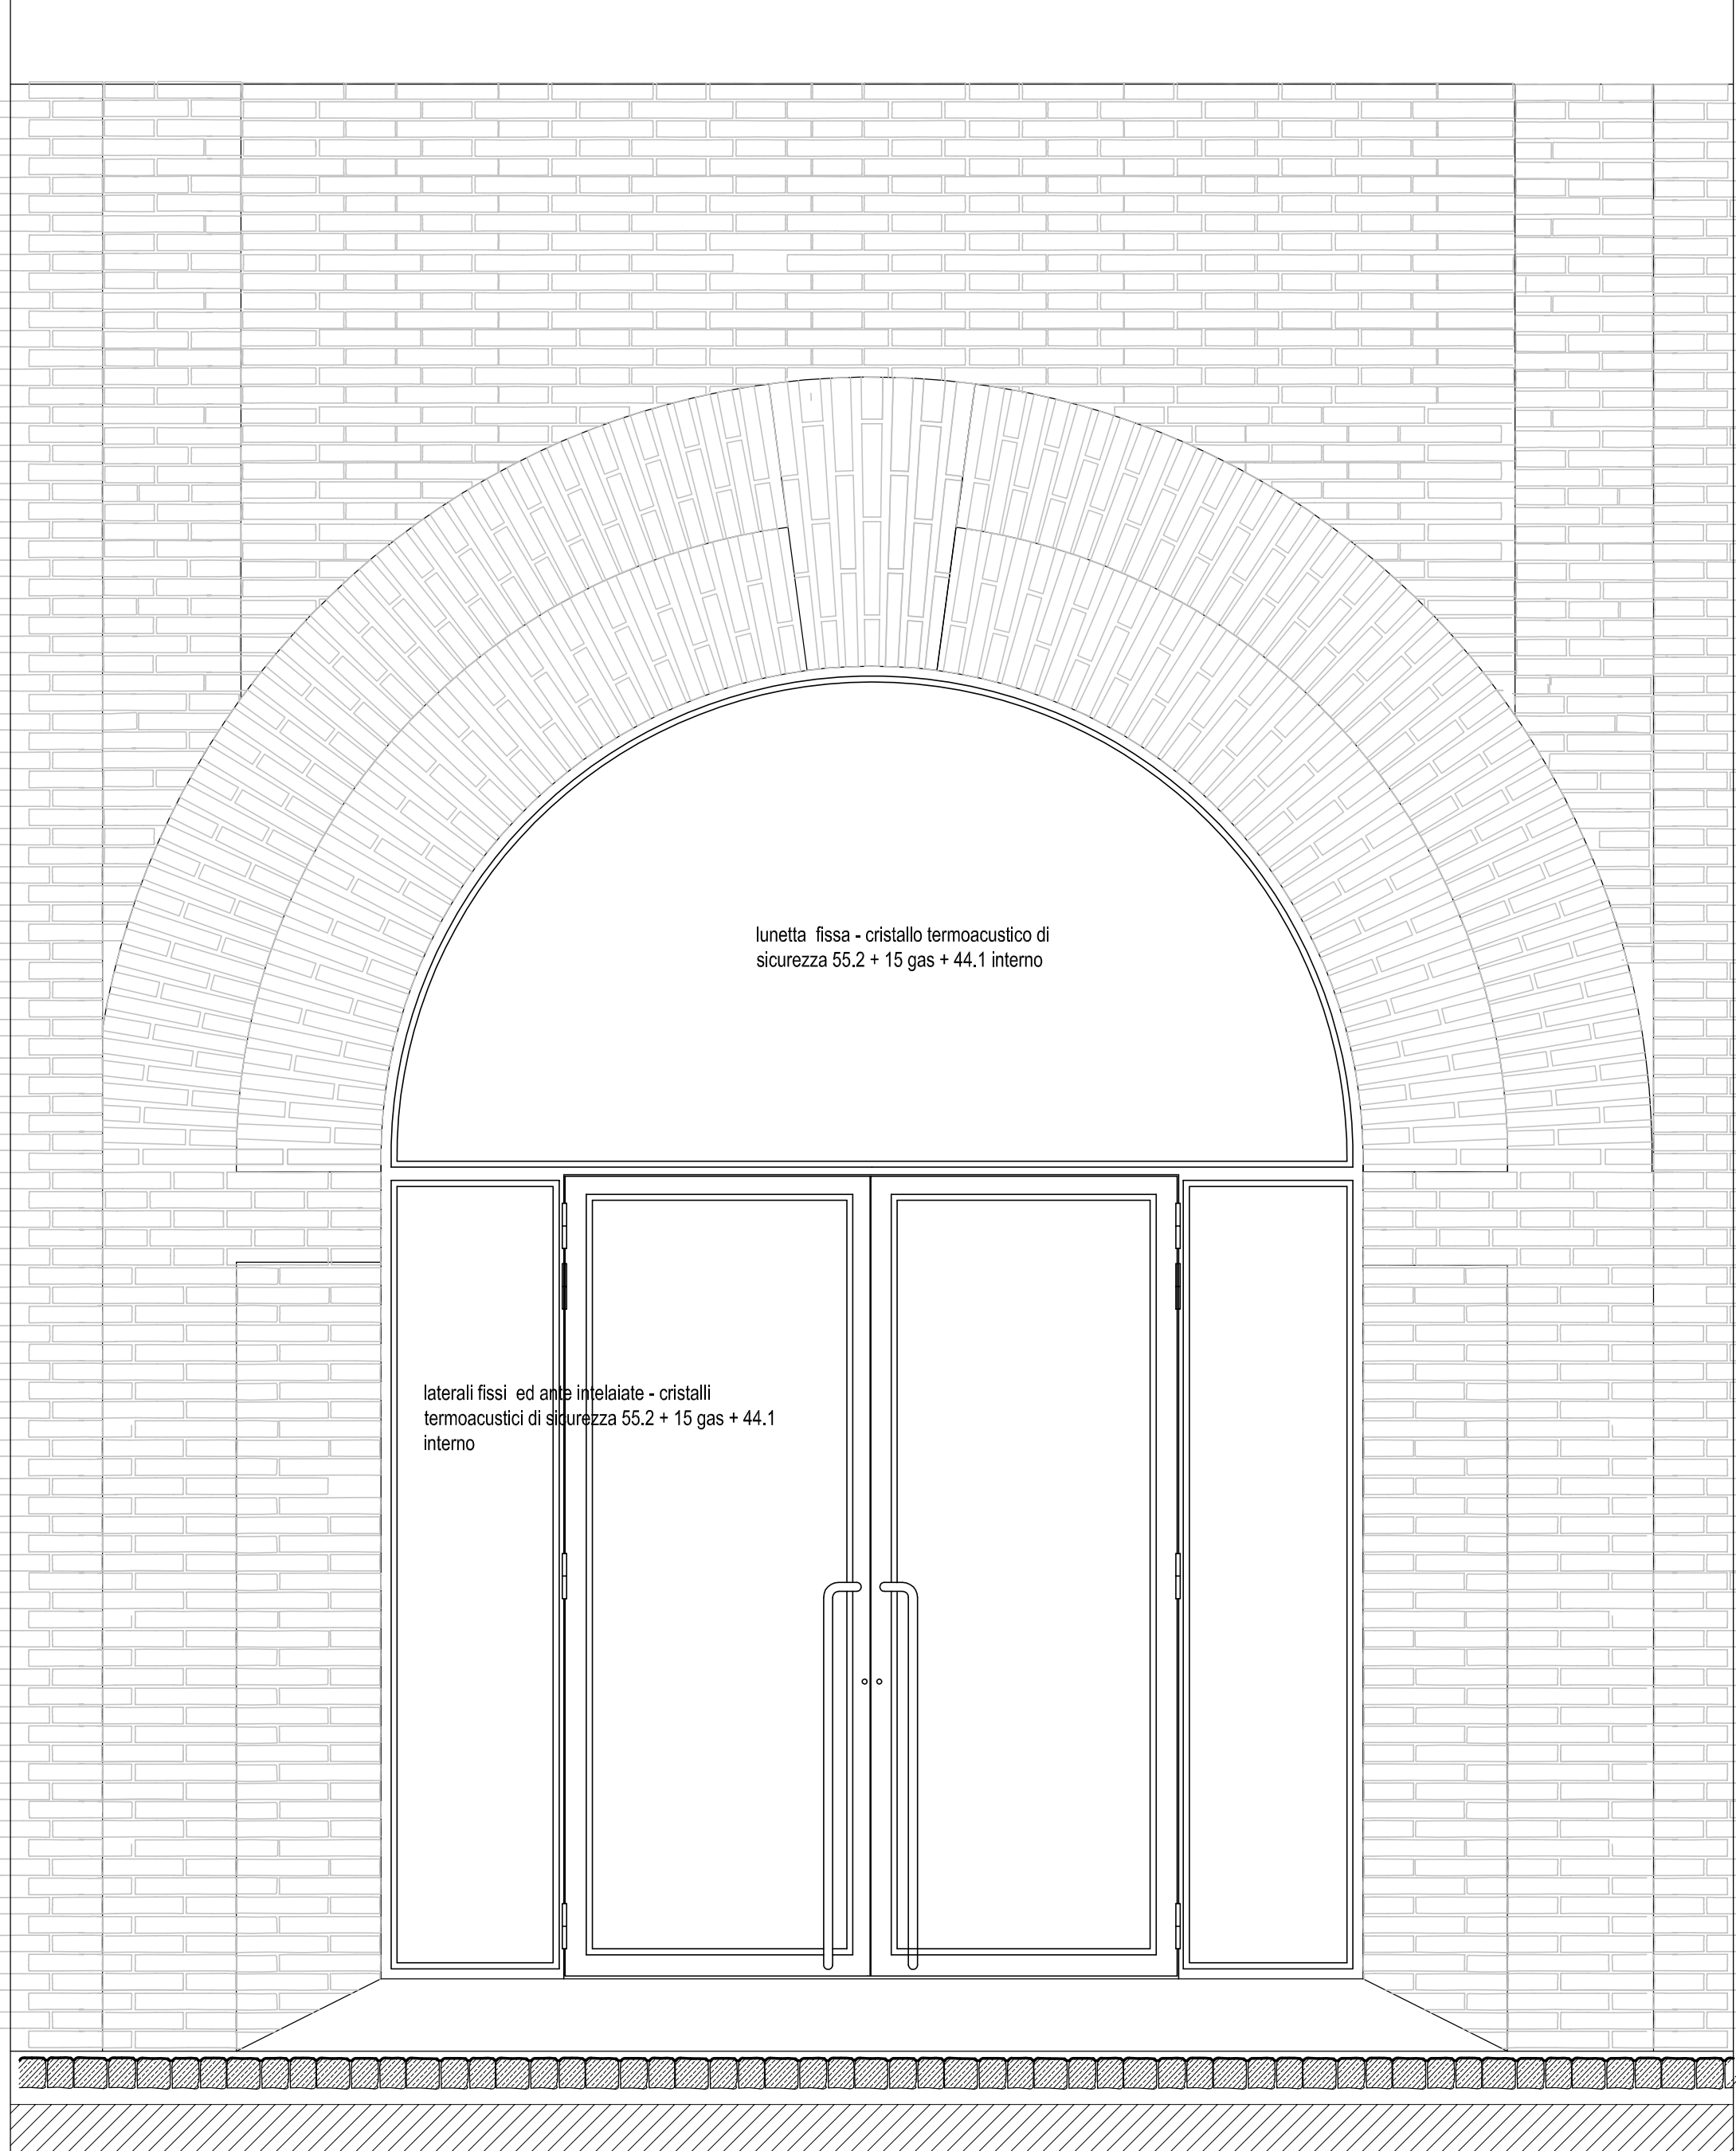 lunetta  fissa - cristallo termoacustico di
sicurezza 55.2 + 15 gas + 44.1 interno
laterali fissi  ed ante intelaiate - cristalli
termoacustici di sicurezza 55.2 + 15 gas + 44.1
interno